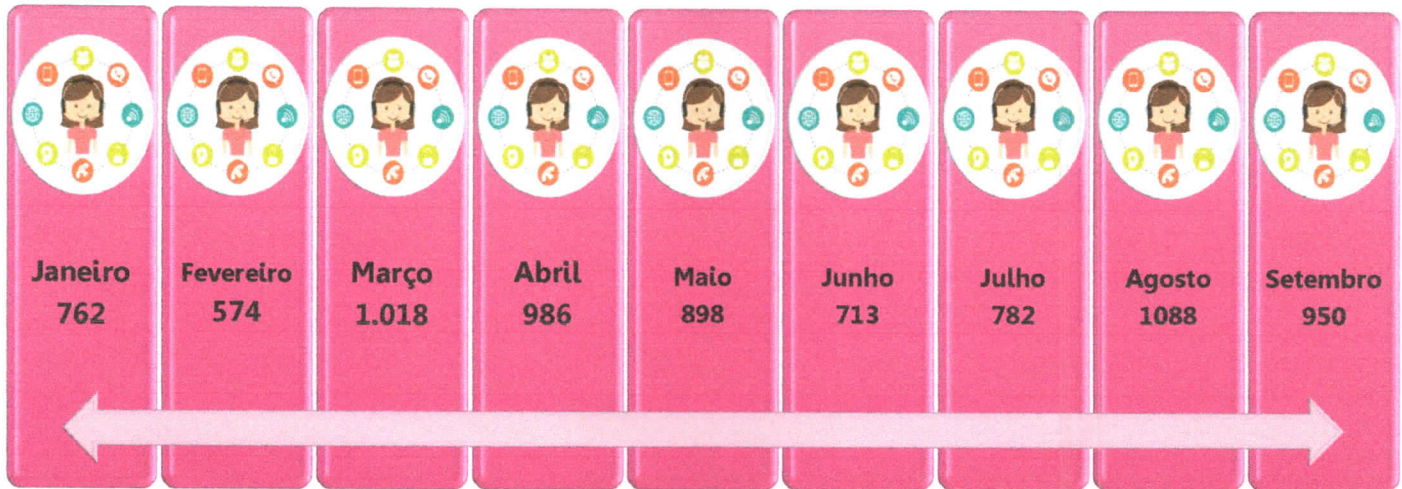 Janeiro
762
Fevereiro
574
Março
1.018
Abril
986
Maio
898
Junho
713
Julho
782
Agosto
1088
Setembro
950